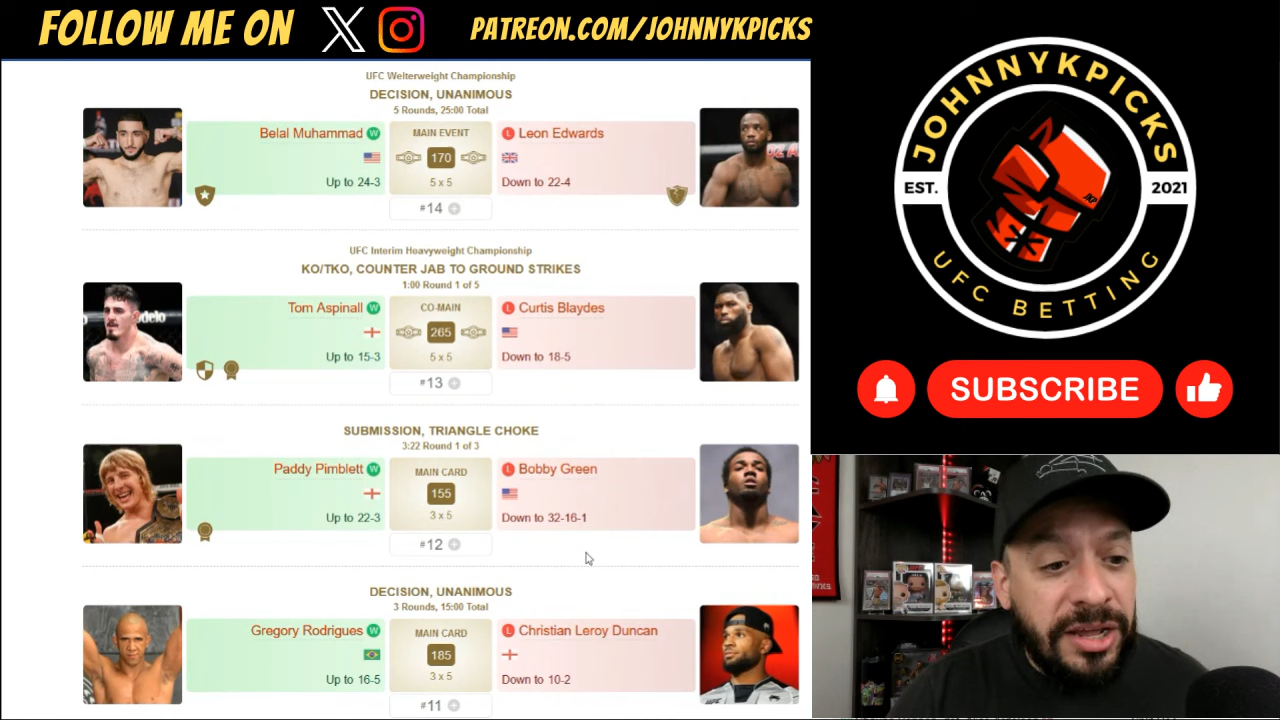 FOLLOW ME ON
PATREON.COM/JOHNNYKPICKS
UFC Welterweight Championship
DECISION, UNANIMOUS
5 Rounds, 25:00 Total
Belal Muhammad W
MAIN EVENT
L Leon Edwards
170
Up to 24-3
5 x 5
Down to 22-4
#14
UFC Interim Heavyweight Championship
KO/TKO, COUNTER JAB TO GROUND STRIKES
1:00 Round 1 of 5
Tom Aspinall W
CO-MAIN
L Curtis Blaydes
265
Up to 15-3
5 x 5
Down to 18-5
#13
SUBMISSION, TRIANGLE CHOKE
3:22 Round 1 of 3
Paddy Pimblett W
MAIN CARD
L Bobby Green
155
Up to 22-3
3 x 5
Down to 32-16-1
#12
DECISION, UNANIMOUS
3 Rounds, 15:00 Total
Gregory Rodrigues W
MAIN CARD
L Christian Leroy Duncan
185
Up to 16-5
3 x 5
Down to 10-2
#11
JOHNNYKPICKS
EST. 2021
UFC BETTING
SUBSCRIBE